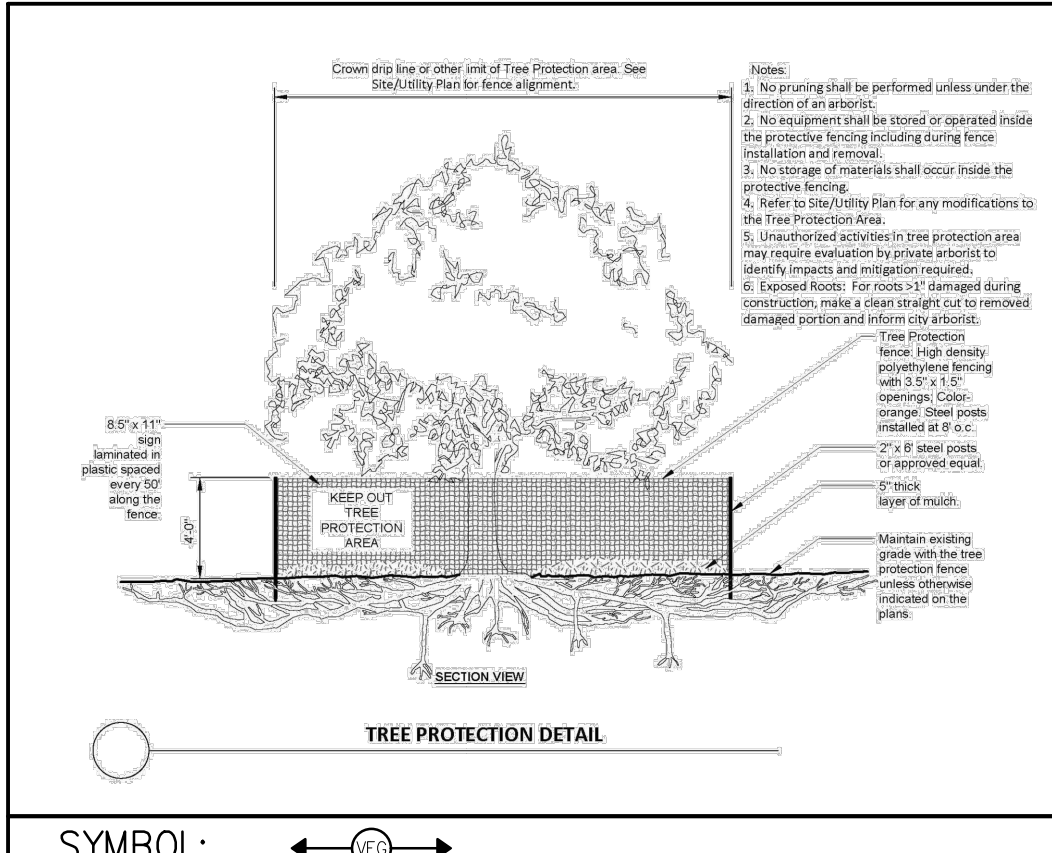 Crown drip line or other limit of Tree Protection area. See
Site/Utility Plan for fence alignment.
Notes:
1. No pruning shall be performed unless under the
direction of an arborist.
2. No equipment shall be stored or operated inside
the protective fencing including during fence
installation and removal.
3. No storage of materials shall occur inside the
protective fencing.
4. Refer to Site/Utility Plan for any modifications to
the Tree Protection Area.
5. Unauthorized activities in tree protection area
may require evaluation by private arborist to
identify impacts and mitigation required.
6. Exposed Roots: For roots >1" damaged during
construction, make a clean straight cut to removed
damaged portion and inform city arborist.
Tree Protection
fence: High density
polyethylene fencing
with 3.5" x 1.5"
openings; Color-
orange. Steel posts
installed at 8' o.c.
2" x 6' steel posts
or approved equal.
5" thick
layer of mulch.
Maintain existing
grade with the tree
protection fence
unless otherwise
indicated on the
plans.
8.5" x 11"
sign
laminated in
plastic spaced
every 50'
along the
fence.
4'-0"
KEEP OUT
TREE
PROTECTION
AREA
SECTION VIEW
TREE PROTECTION DETAIL
SYMBOL:
VEG